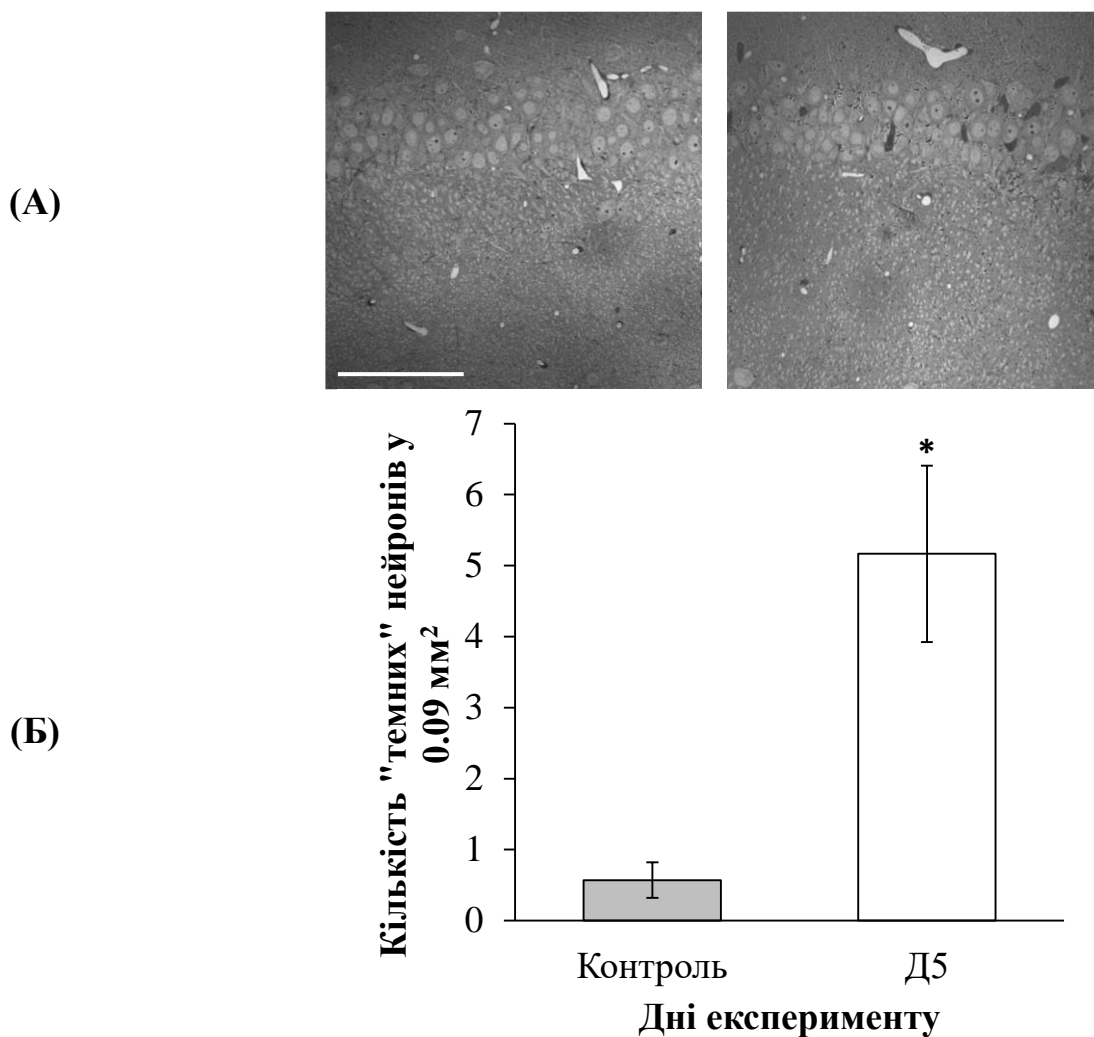 (А)
(Б)
Кількість "темних" нейронів у
0.09 мм²
7
6
5
4
3
2
1
0
*
Контроль
Д5
Дні експерименту